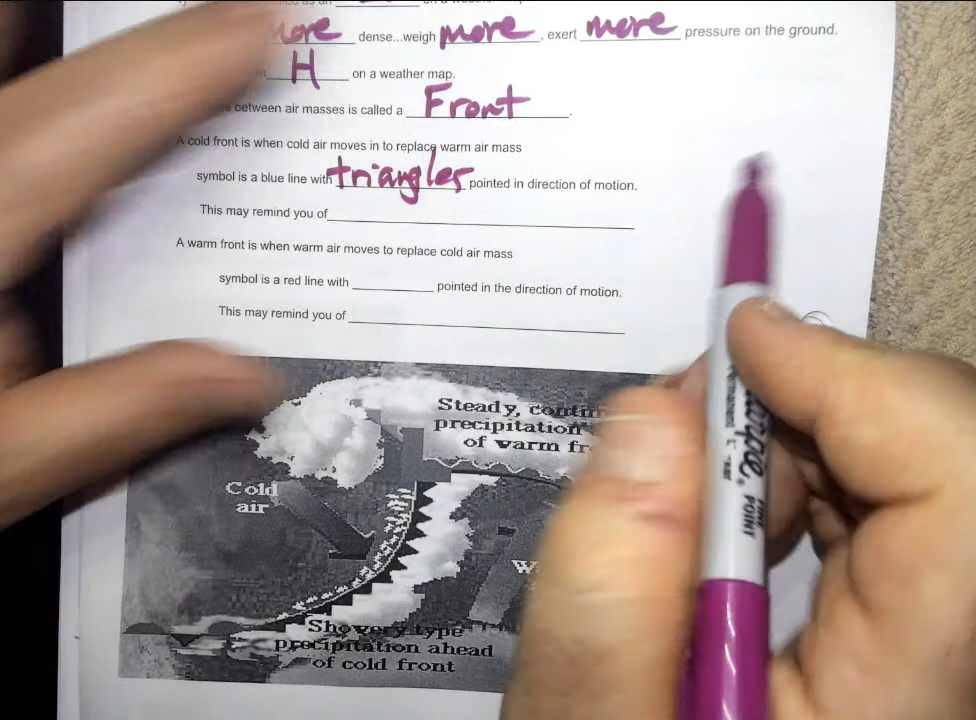 more dense...weigh more, exert more pressure on the ground.
H on a weather map.
between air masses is called a Front.
A cold front is when cold air moves in to replace warm air mass
symbol is a blue line with triangles pointed in direction of motion.
This may remind you of
A warm front is when warm air moves to replace cold air mass
symbol is a red line with pointed in the direction of motion.
This may remind you of
Steady,
precipitation
of warm
Cold
air
Showery type
precipitation ahead
of cold front
POINT